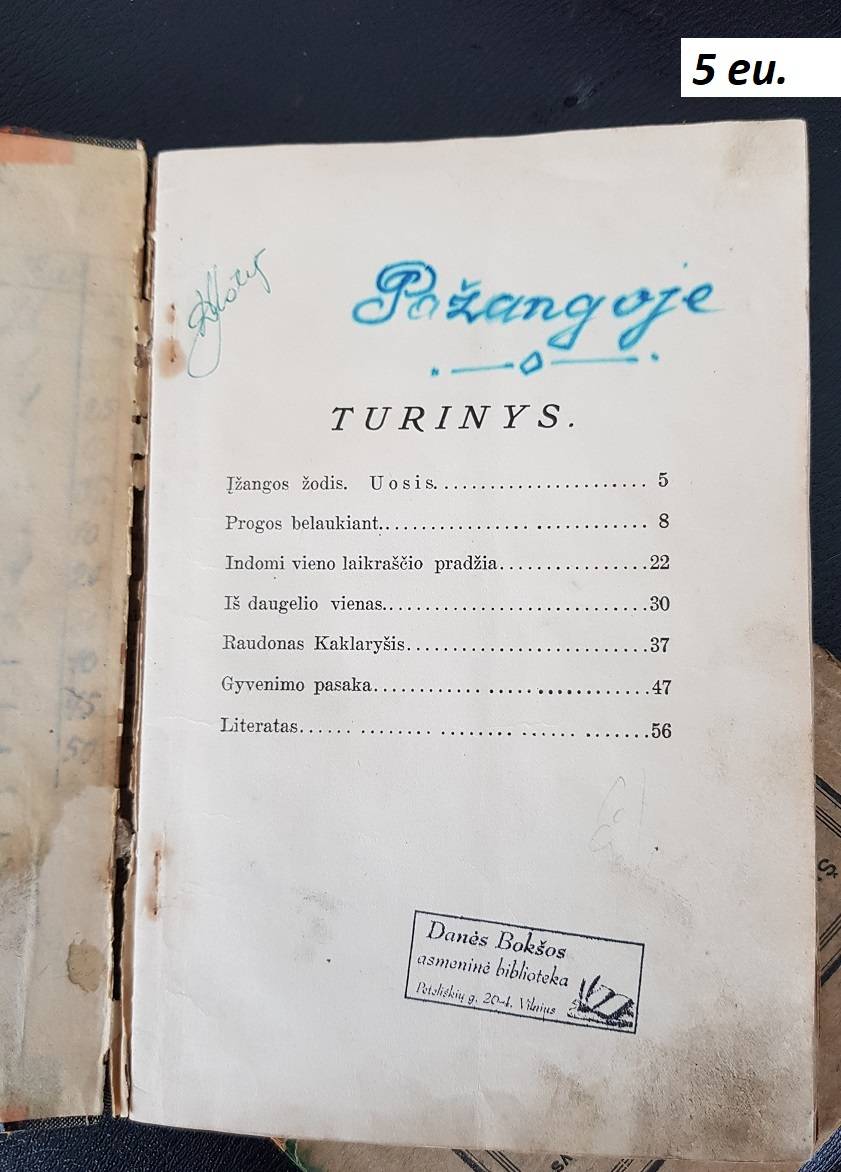 5 eu.
Pažangoje
TURINYS.
Įžangos žodis. Uosis....................... 5
Progos belaukiant........................... 8
Indomi vieno laikraščio pradžia................22
Iš daugelio vienas............................30
Raudonas Kaklaryšis..........................37
Gyvenimo pasaka............ ..................47
Literatas...... ......... ......... ...... .......56
Danės Bokšos
asmeninė biblioteka
g. 20-4. Vilnius